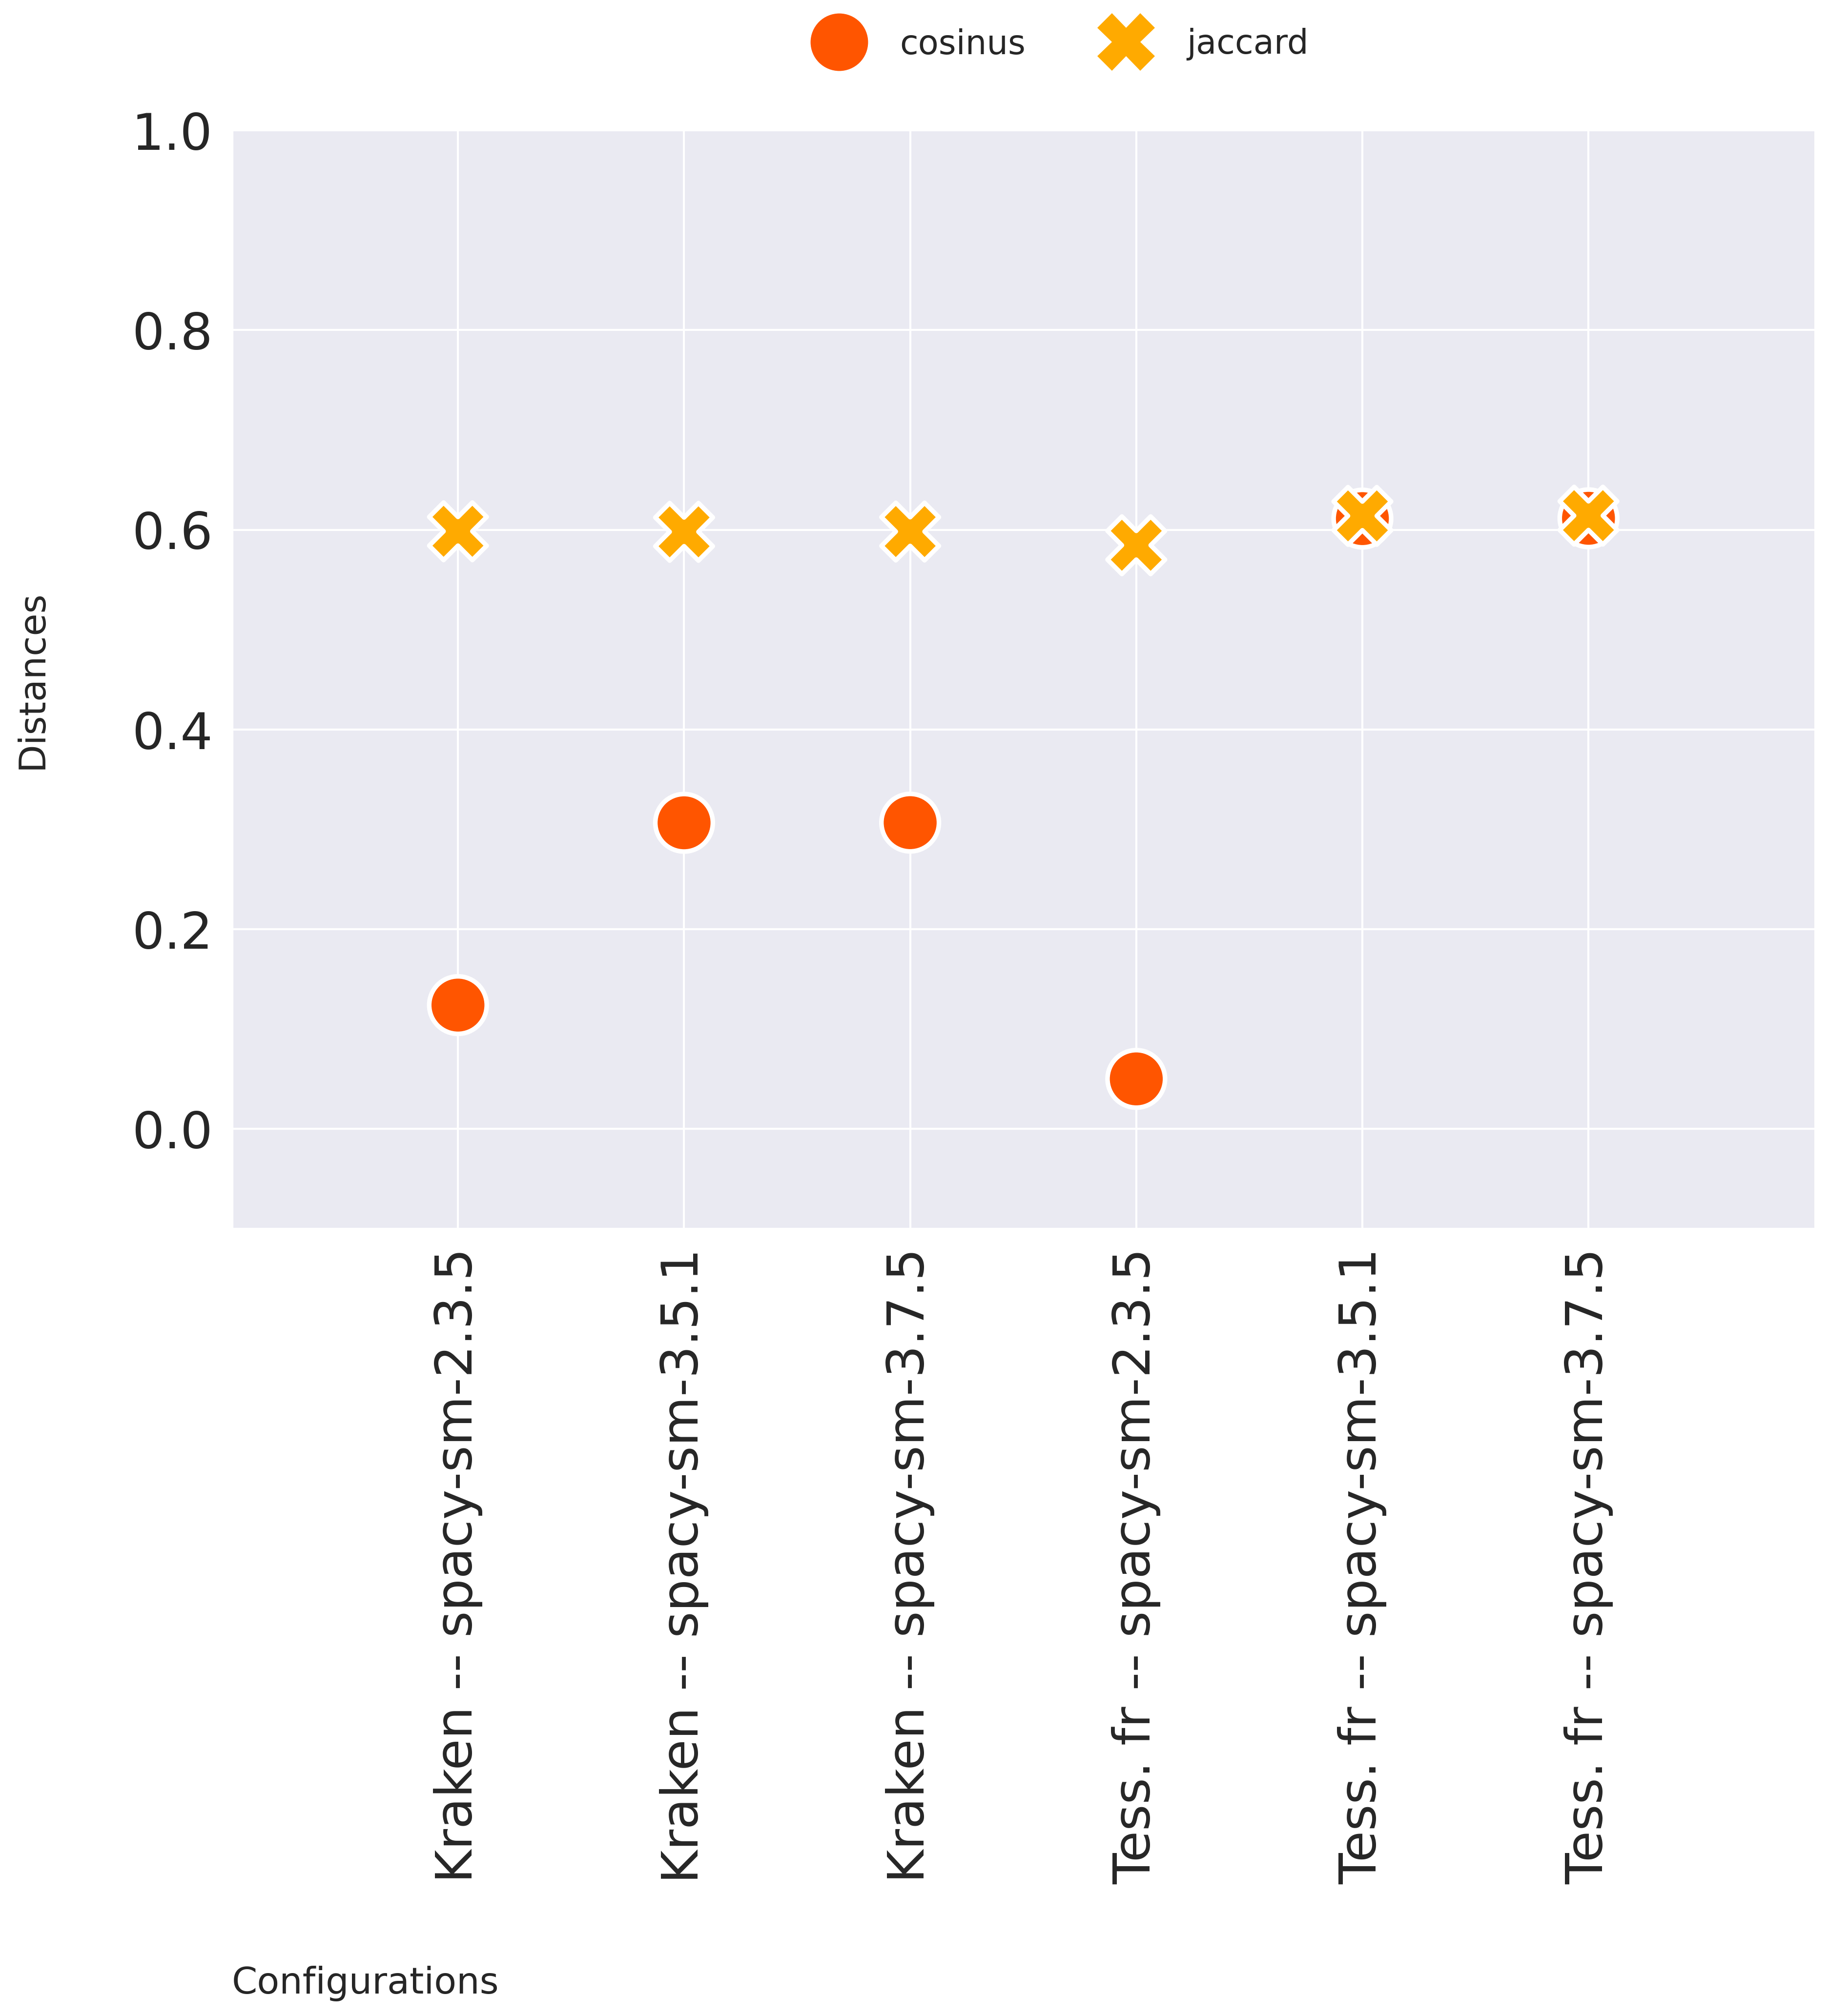 cosinus jaccard
1.0
0.8
0.6
0.4
0.2
0.0
Distances
Kraken -- spacy-sm-2.3.5
Kraken -- spacy-sm-3.5.1
Kraken -- spacy-sm-3.7.5
Tess. fr -- spacy-sm-2.3.5
Tess. fr -- spacy-sm-3.5.1
Tess. fr -- spacy-sm-3.7.5
Configurations